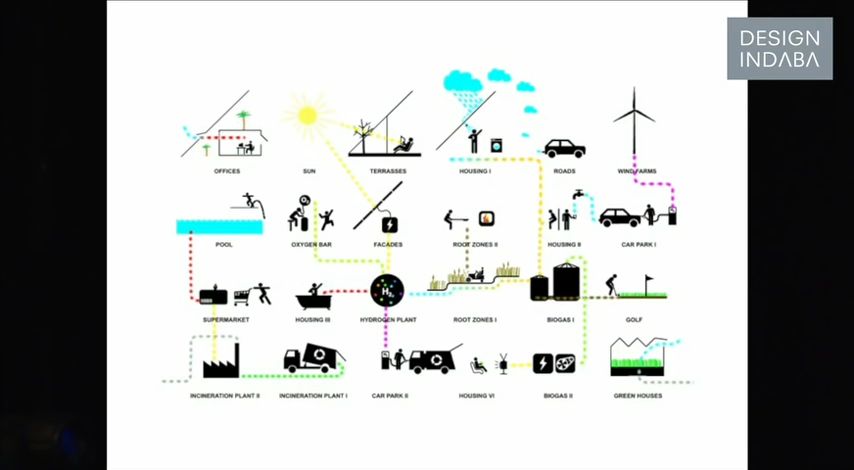 DESIGN
INDABA
OFFICES
SUN
TERRASSES
HOUSING I
ROADS
WIND FARMS
POOL
OXYGEN BAR
FACADES
ROOT ZONES II
HOUSING II
CAR PARK I
H₂
SUPERMARKET
HOUSING III
HYDROGEN PLANT
ROOT ZONES I
BIOGAS I
GOLF
INCINERATION PLANT II
INCINERATION PLANT I
CAR PARK II
HOUSING VI
BIOGAS II
GREEN HOUSES